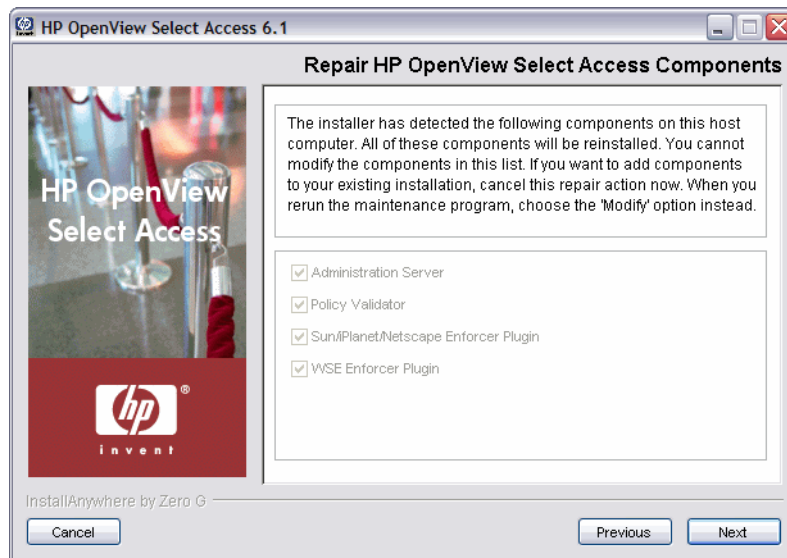 HP OpenView Select Access 6.1
Repair HP OpenView Select Access Components
The installer has detected the following components on this host
computer. All of these components will be reinstalled. You cannot
modify the components in this list. If you want to add components
to your existing installation, cancel this repair action now. When you
rerun the maintenance program, choose the 'Modify' option instead.
HP OpenView
Select Access
Administration Server
Policy Validator
Sun/iPlanet/Netscape Enforcer Plugin
WSE Enforcer Plugin
hp
®
invent
InstallAnywhere by Zero G
Cancel
Previous
Next